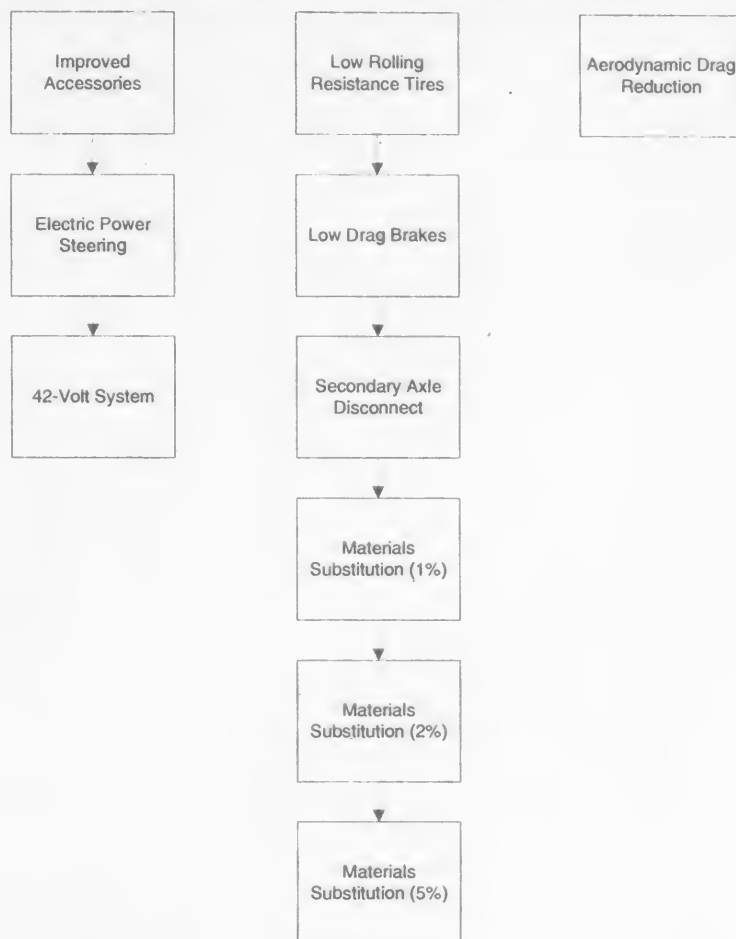 Improved
Accessories
Electric Power
Steering
42-Volt System
Low Rolling
Resistance Tires
Low Drag Brakes
Secondary Axle
Disconnect
Materials
Substitution (1%)
Materials
Substitution (2%)
Materials
Substitution (5%)
Aerodynamic Drag
Reduction